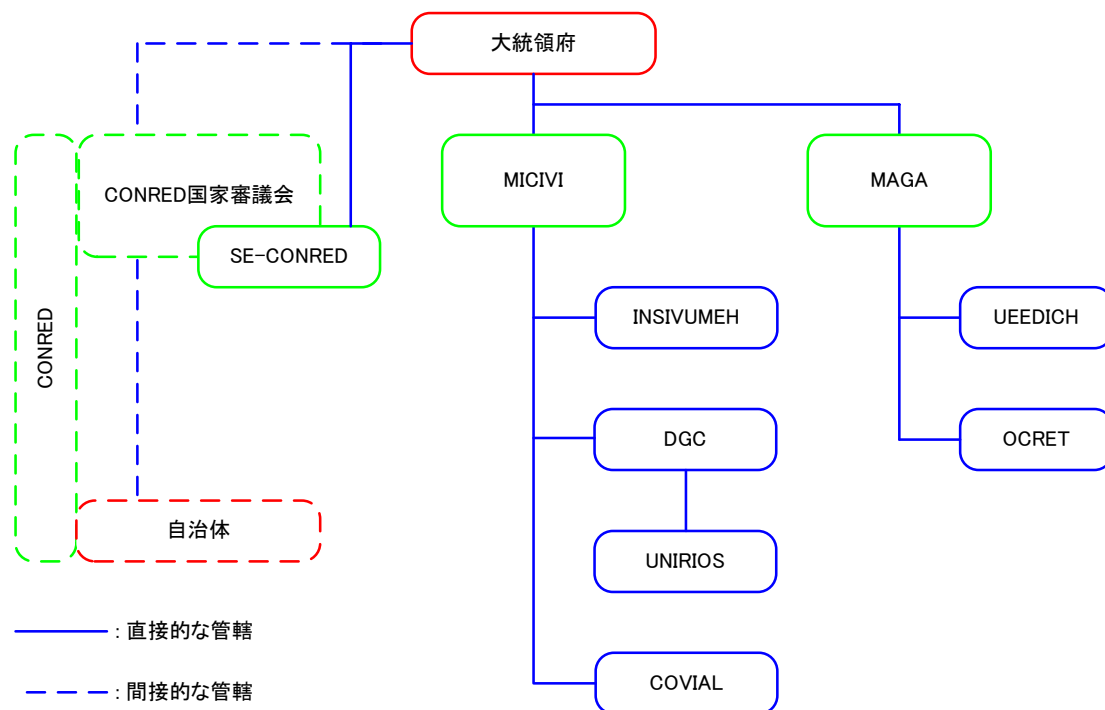 大統領府
CONRED国家審議会
MICIVI
MAGA
SE-CONRED
CONRED
INSIVUMEH
UEEDICH
DGC
OCRET
自治体
UNIRIOS
COVIAL
: 直接的な管轄
: 間接的な管轄